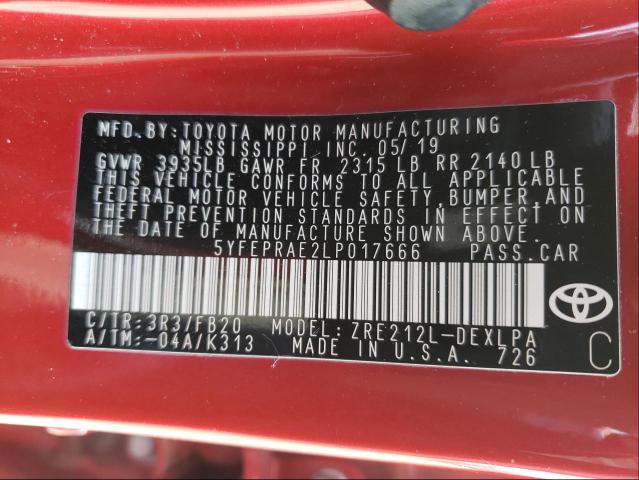 MFD. BY: TOYOTA MOTOR MANUFACTURING
MISSISSIPPI INC. 05/19
GVWR 3935LB GAWR FR 2315 LB RR 2140 LB
THIS VEHICLE CONFORMS TO ALL APPLICABLE
FEDERAL MOTOR VEHICLE SAFETY, BUMPER, AND
THEFT PREVENTION STANDARDS IN EFFECT ON
THE DATE OF MANUFACTURE SHOWN ABOVE.
5YFEPRAE2LP017666 PASS. CAR
C/TR: 3R3/FB20 MODEL: ZRE212L-DEXLPA
A/TM: -04A/K313 MADE IN U.S.A. 726
C